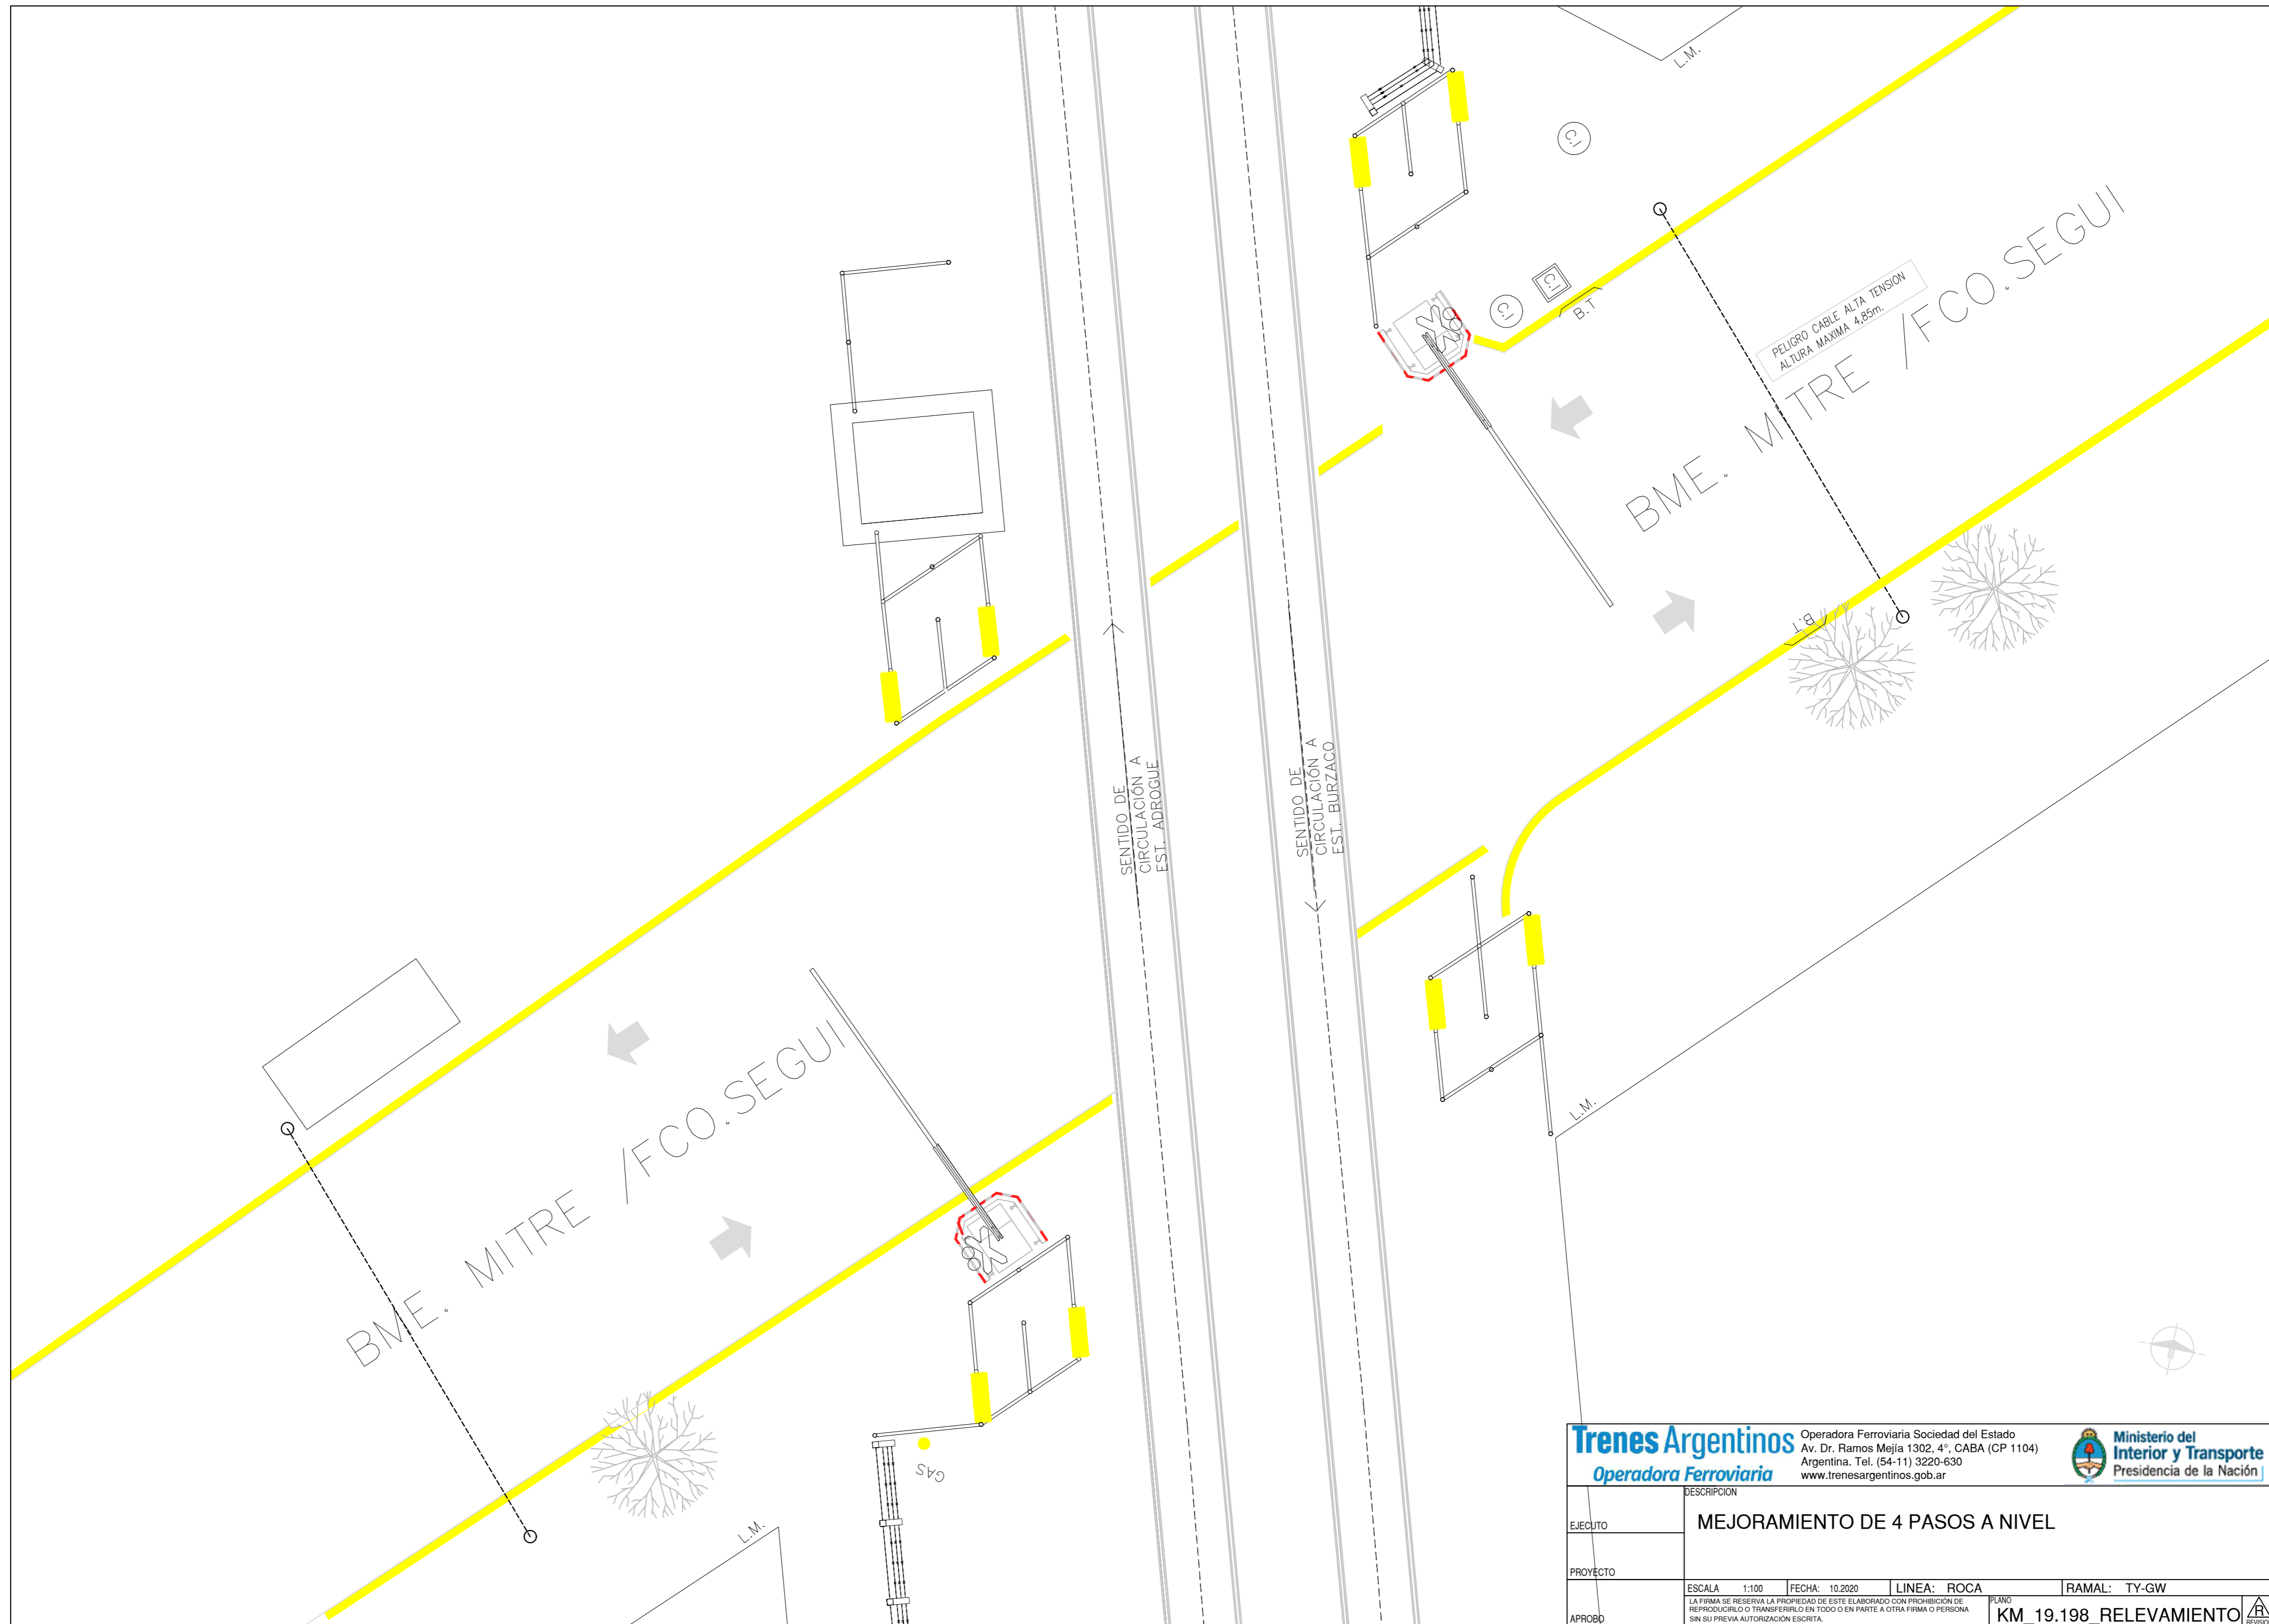 L.M.
C:I
C:I
C:I
B.T
PELIGRO CABLE ALTA TENSION
ALTURA MAXIMA 4,85m.
BME. MITRE /FCO.SEGUI
B.T
SENTIDO DE
CIRCULACIÓN A
EST. ADROGUE
SENTIDO DE
CIRCULACIÓN A
EST. BURZACO
BME. MITRE /FCO.SEGUI
L.M.
GAS
L.M.
Trenes Argentinos
Operadora Ferroviaria
Operadora Ferroviaria Sociedad del Estado
Av. Dr. Ramos Mejía 1302, 4°, CABA (CP 1104)
Argentina. Tel. (54-11) 3220-630
www.trenesargentinos.gob.ar
Ministerio del
Interior y Transporte
Presidencia de la Nación
DESCRIPCION
EJECUTO
MEJORAMIENTO DE 4 PASOS A NIVEL
PROYECTO
ESCALA 1:100 FECHA: 10.2020 LINEA: ROCA RAMAL: TY-GW
APROBO
LA FIRMA SE RESERVA LA PROPIEDAD DE ESTE ELABORADO CON PROHIBICIÓN DE
REPRODUCIRLO O TRANSFERIRLO EN TODO O EN PARTE A OTRA FIRMA O PERSONA
SIN SU PREVIA AUTORIZACIÓN ESCRITA.
PLANO
KM_19.198_RELEVAMIENTO
R
REVISION